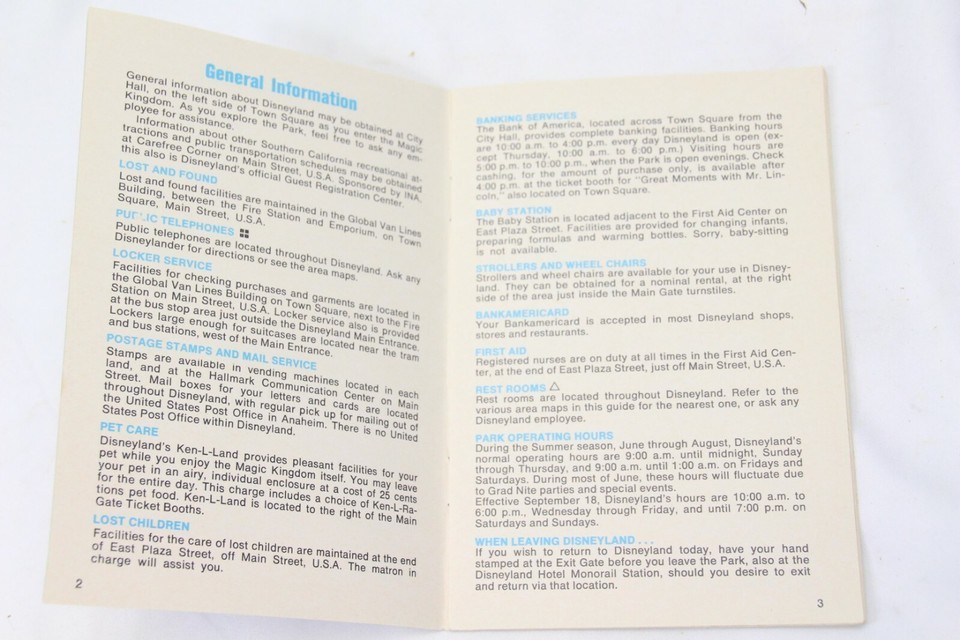 General Information
General information about Disneyland may be obtained at City
Hall, on the left side of Town Square as you enter the Magic
Kingdom. As you explore the Park, feel free to ask any em-
ployee for assistance.
Information about other Southern California recreational at-
tractions and public transportation schedules may be obtained
at Carefree Corner on Main Street, U.S.A. Sponsored by INA,
this also is Disneyland's official Guest Registration Center.
LOST AND FOUND
Lost and found facilities are maintained in the Global Van Lines
Building, between the Fire Station and Emporium, on Town
Square, Main Street, U.S.A.
PUBLIC TELEPHONES
Public telephones are located throughout Disneyland. Ask any
Disneylander for directions or see the area maps.
LOCKER SERVICE
Facilities for checking purchases and garments are located in
the Global Van Lines Building on Town Square, next to the Fire
Station on Main Street, U.S.A. Locker service also is provided
at the bus stop area just outside the Disneyland Main Entrance.
Lockers large enough for suitcases are located near the tram
and bus stations, west of the Main Entrance.
POSTAGE STAMPS AND MAIL SERVICE
Stamps are available in vending machines located in each
land, and at the Hallmark Communication Center on Main
Street. Mail boxes for your letters and cards are located
throughout Disneyland, with regular pick up for mailing out of
the United States Post Office in Anaheim. There is no United
States Post Office within Disneyland.
PET CARE
Disneyland's Ken-L-Land provides pleasant facilities for your
pet while you enjoy the Magic Kingdom itself. You may leave
your pet in an airy, individual enclosure at a cost of 25 cents
for the entire day. This charge includes a choice of Ken-L-Ra-
tions pet food. Ken-L-Land is located to the right of the Main
Gate Ticket Booths.
LOST CHILDREN
Facilities for the care of lost children are maintained at the end
of East Plaza Street, off Main Street, U.S.A. The matron in
charge will assist you.
2
BANKING SERVICES
The Bank of America, located across Town Square from the
City Hall, provides complete banking facilities. Banking hours
are 10:00 a.m. to 4:00 p.m. every day Disneyland is open (ex-
cept Thursday, 10:00 a.m. to 6:00 p.m.) Visiting hours are
5:00 p.m. to 10:00 p.m., when the Park is open evenings. Check
cashing, for the amount of purchase only, is available after
4:00 p.m. at the ticket booth for "Great Moments with Mr. Lin-
coln," also located on Town Square.
BABY STATION
The Baby Station is located adjacent to the First Aid Center on
East Plaza Street. Facilities are provided for changing infants,
preparing formulas and warming bottles. Sorry, baby-sitting
is not available.
STROLLERS AND WHEEL CHAIRS
Strollers and wheel chairs are available for your use in Disney-
land. They can be obtained for a nominal rental, at the right
side of the area just inside the Main Gate turnstiles.
BANKAMERICARD
Your Bankamericard is accepted in most Disneyland shops,
stores and restaurants.
FIRST AID
Registered nurses are on duty at all times in the First Aid Cen-
ter, at the end of East Plaza Street, just off Main Street, U.S.A.
REST ROOMS
Rest rooms are located throughout Disneyland. Refer to the
various area maps in this guide for the nearest one, or ask any
Disneyland employee.
PARK OPERATING HOURS
During the Summer season, June through August, Disneyland's
normal operating hours are 9:00 a.m. until midnight, Sunday
through Thursday, and 9:00 a.m. until 1:00 a.m. on Fridays and
Saturdays. During most of June, these hours will fluctuate due
to Grad Nite parties and special events.
Effective September 18, Disneyland's hours are 10:00 a.m. to
6:00 p.m., Wednesday through Friday, and until 7:00 p.m. on
Saturdays and Sundays.
WHEN LEAVING DISNEYLAND . . .
If you wish to return to Disneyland today, have your hand
stamped at the Exit Gate before you leave the Park, also at the
Disneyland Hotel Monorail Station, should you desire to exit
and return via that location.
3